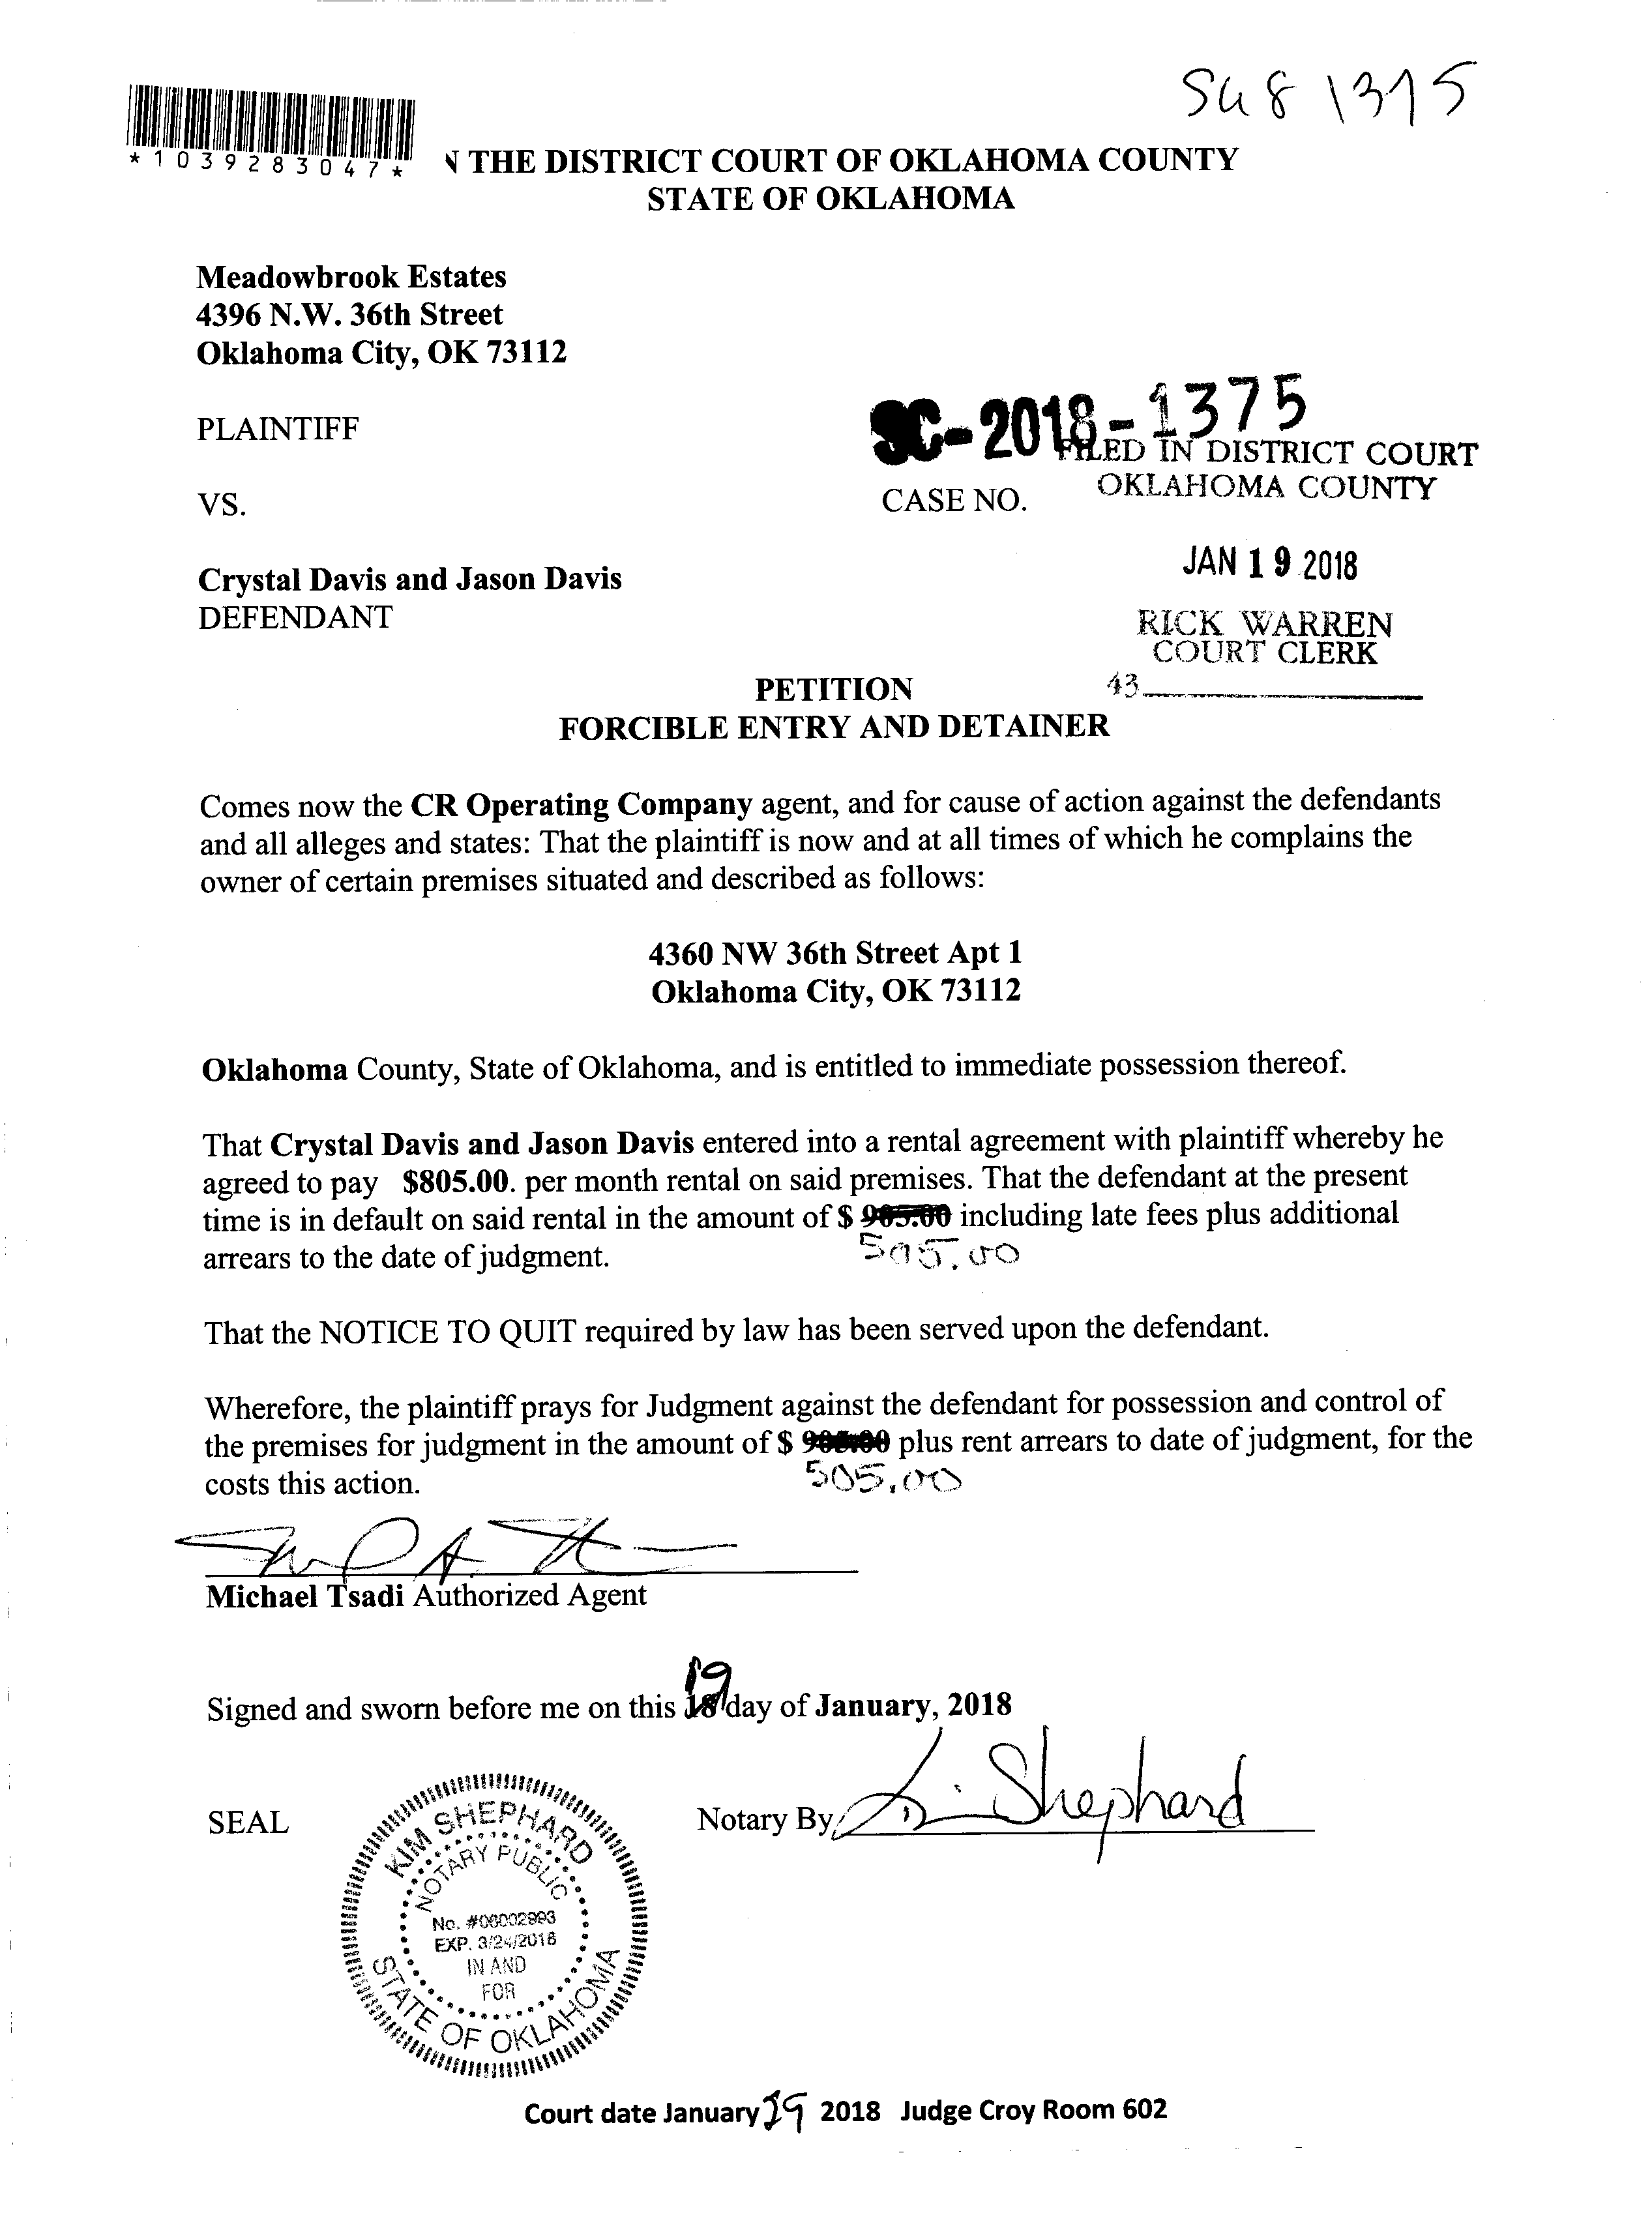 SC18 1375
*1039283047*
N THE DISTRICT COURT OF OKLAHOMA COUNTY
STATE OF OKLAHOMA
Meadowbrook Estates
4396 N.W. 36th Street
Oklahoma City, OK 73112
PLAINTIFF
SC-2018-1375
FILED IN DISTRICT COURT
OKLAHOMA COUNTY
VS.
CASE NO.
JAN 19 2018
Crystal Davis and Jason Davis
DEFENDANT
RICK WARREN
COURT CLERK
43
PETITION
FORCIBLE ENTRY AND DETAINER
Comes now the CR Operating Company agent, and for cause of action against the defendants
and all alleges and states: That the plaintiff is now and at all times of which he complains the
owner of certain premises situated and described as follows:
4360 NW 36th Street Apt 1
Oklahoma City, OK 73112
Oklahoma County, State of Oklahoma, and is entitled to immediate possession thereof.
That Crystal Davis and Jason Davis entered into a rental agreement with plaintiff whereby he
agreed to pay $805.00. per month rental on said premises. That the defendant at the present
time is in default on said rental in the amount of $ 905.00 including late fees plus additional
505.00
arrears to the date of judgment.
That the NOTICE TO QUIT required by law has been served upon the defendant.
Wherefore, the plaintiff prays for Judgment against the defendant for possession and control of
the premises for judgment in the amount of $ 905.00 plus rent arrears to date of judgment, for the
505.00
costs this action.
Michael Tsadi Authorized Agent
19
Signed and sworn before me on this 18 day of January, 2018
SEAL
Notary By K. Shephard
KIM SHEPHARD
NOTARY PUBLIC
No. #06002993
EXP. 3/24/2018
IN AND
FOR
STATE OF OKLAHOMA
Court date January 29 2018 Judge Croy Room 602